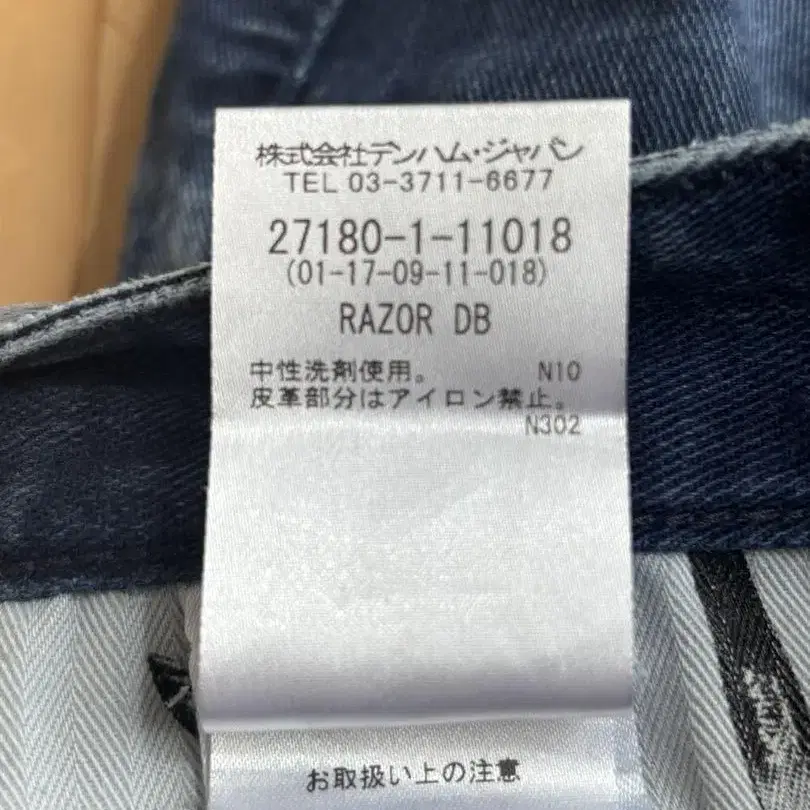 株式会社デンハム・ジャパン
TEL 03-3711-6677
27180-1-11018
(01-17-09-11-018)
RAZOR DB
中性洗剤使用。 N10
皮革部分はアイロン禁止。
N302
お取扱い上の注意